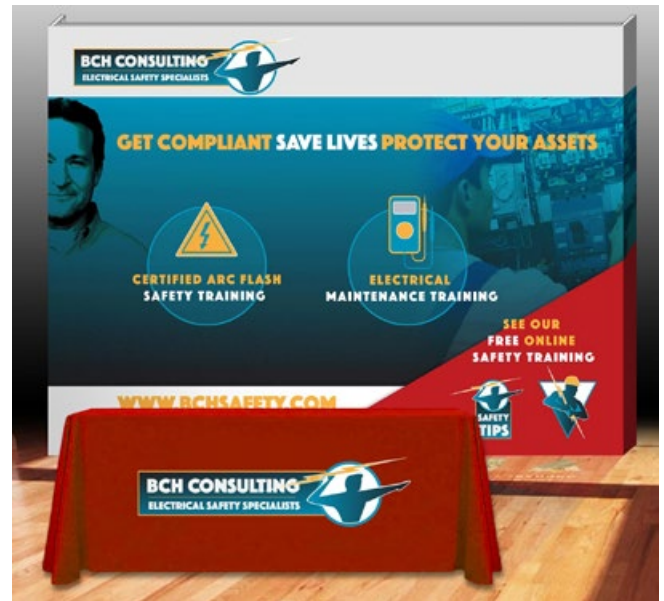 BCH CONSULTING
ELECTRICAL SAFETY SPECIALISTS
GET COMPLIANT SAVE LIVES PROTECT YOUR ASSETS
CERTIFIED ARC FLASH
SAFETY TRAINING
ELECTRICAL
MAINTENANCE TRAINING
SEE OUR
FREE ONLINE
SAFETY TRAINING
SAFETY
TIPS
WWW.BCHSAFETY.COM
BCH CONSULTING
ELECTRICAL SAFETY SPECIALISTS